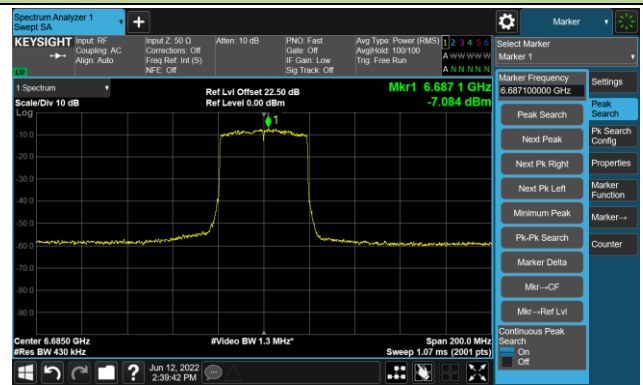 Spectrum Analyzer 1
Swept SA
Marker
KEYSIGHT
Input: RF
Coupling: AC
Align: Auto
Input Z: 50 Ω
Corrections: Off
Freq Ref: Int (S)
NFE: Off
Atten: 10 dB
PNO: Fast
Gate: Off
IF Gain: Low
Sig Track: Off
Avg Type: Power (RMS)
Avg|Hold: 100/100
Trig: Free Run
1 2 3 4 5 6
A W W W W W
A N N N N N
Select Marker
Marker 1
1 Spectrum
Scale/Div 10 dB
Log
Ref Lvl Offset 22.50 dB
Ref Level 0.00 dBm
Mkr1 6.687 1 GHz
-7.084 dBm
1
-10.0
-20.0
-30.0
-40.0
-50.0
-60.0
-70.0
-80.0
-90.0
Center 6.6850 GHz
#Res BW 430 kHz
#Video BW 1.3 MHz*
Span 200.0 MHz
Sweep 1.07 ms (2001 pts)
Marker Frequency
6.687100000 GHz
Peak Search
Next Peak
Next Pk Right
Next Pk Left
Minimum Peak
Pk-Pk Search
Marker Delta
Mkr→CF
Mkr→Ref Lvl
Continuous Peak
Search
On
Off
Settings
Peak
Search
Pk Search
Config
Properties
Marker
Function
Marker→
Counter
?
Jun 12, 2022
2:39:42 PM